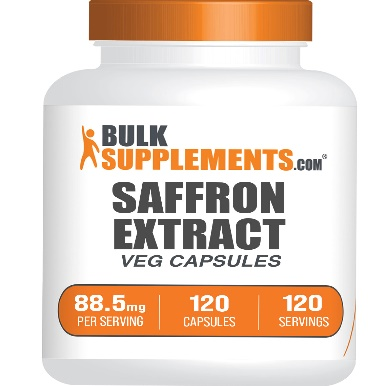 BULK
SUPPLEMENTS.COM®
SAFFRON
EXTRACT
VEG CAPSULES
88.5mg
PER SERVING
120
CAPSULES
120
SERVINGS